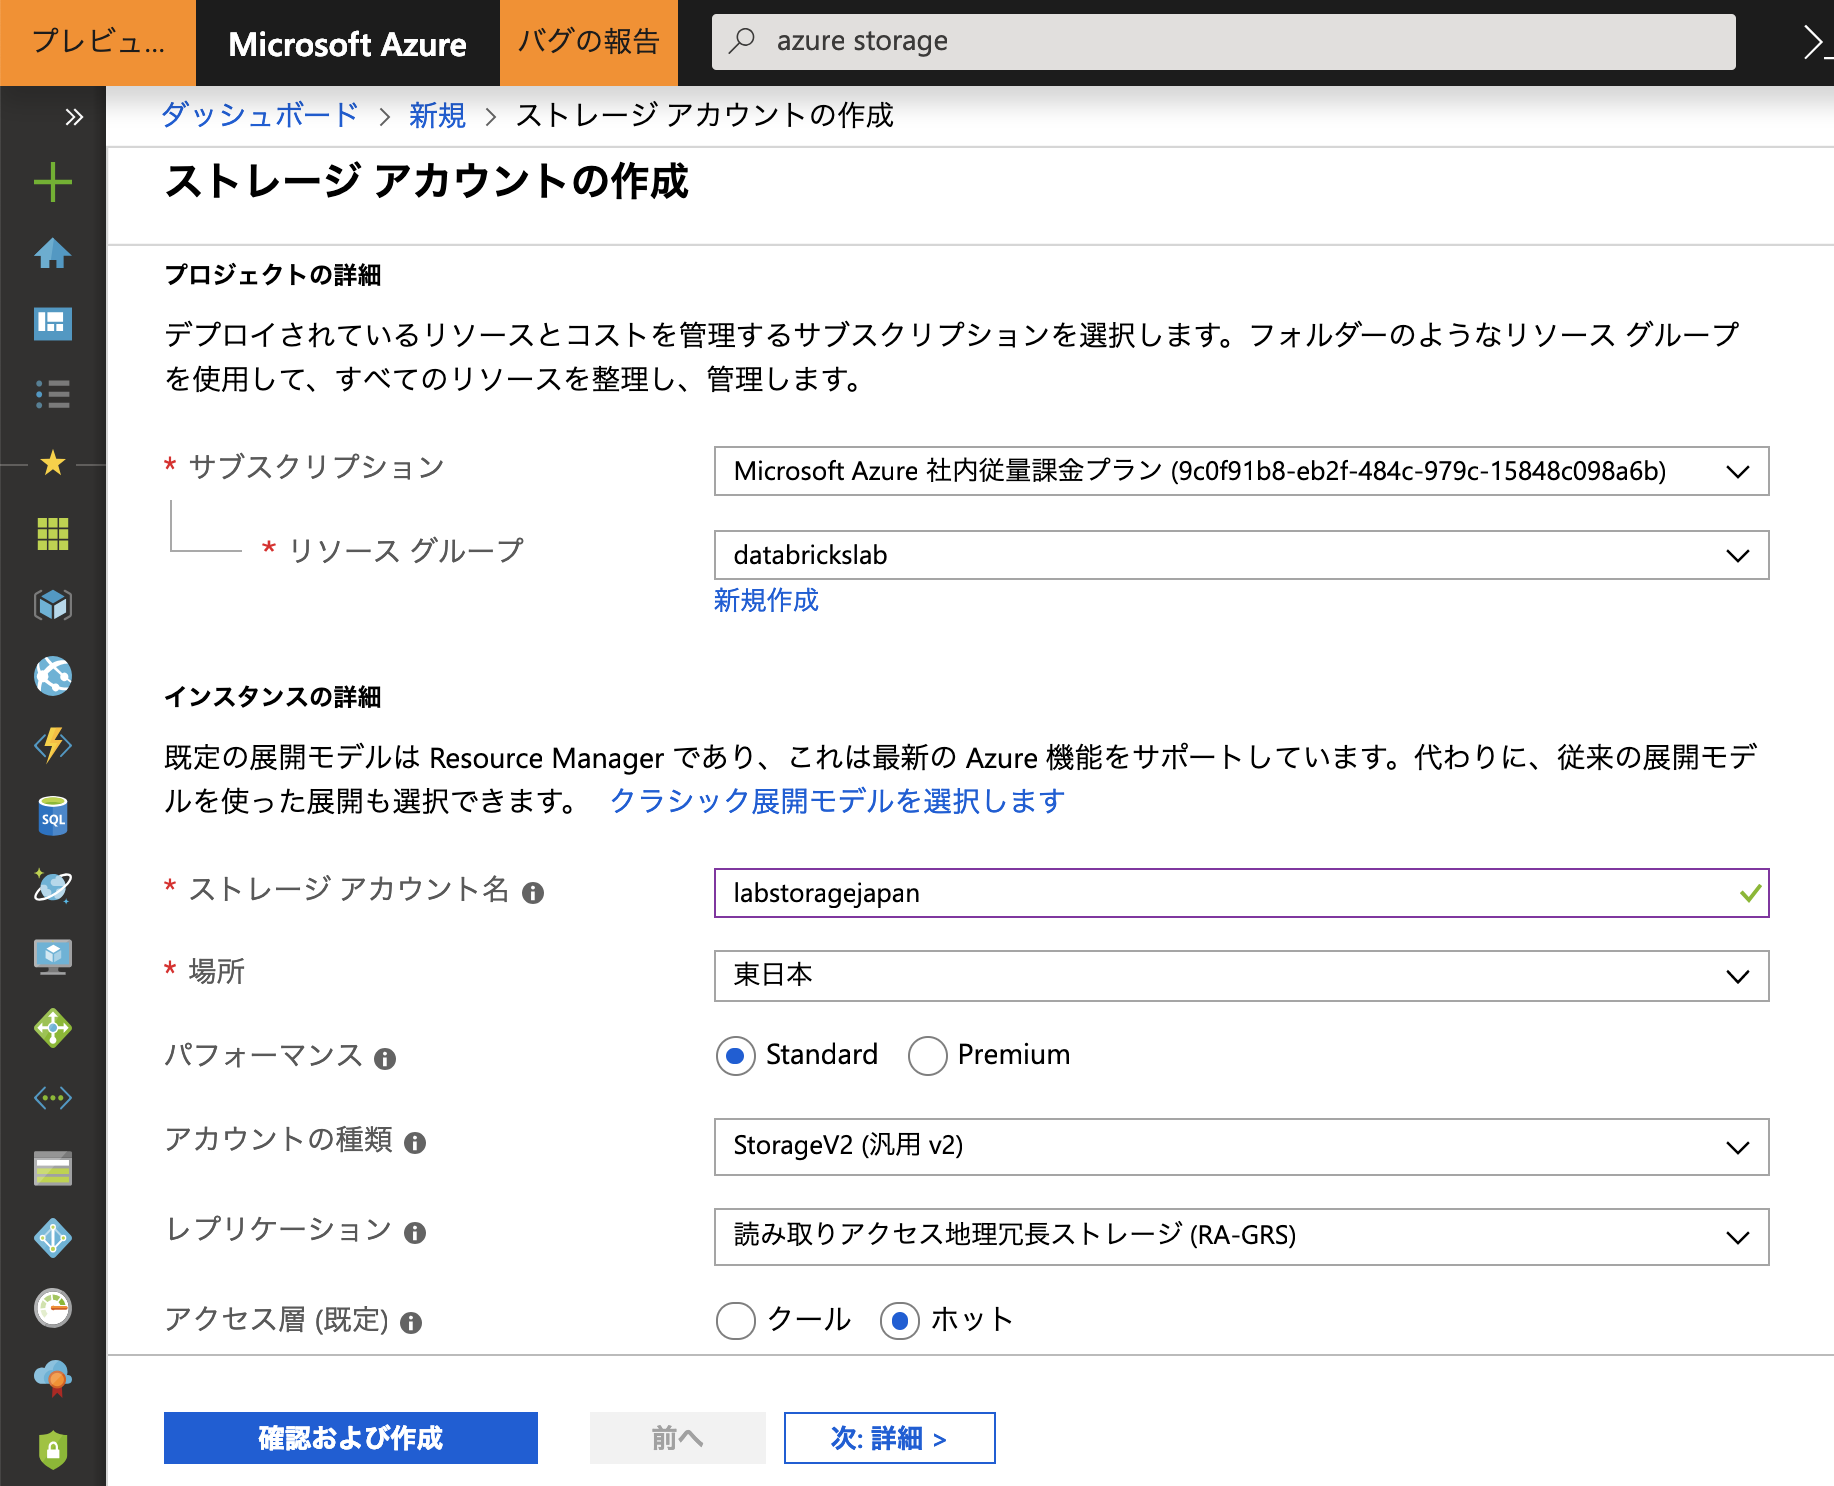 プレビュ... Microsoft Azure バグの報告 azure storage
ダッシュボード > 新規 > ストレージ アカウントの作成
ストレージ アカウントの作成
プロジェクトの詳細
デプロイされているリソースとコストを管理するサブスクリプションを選択します。フォルダーのようなリソース グループ
を使用して、すべてのリソースを整理し、管理します。
* サブスクリプション Microsoft Azure 社内従量課金プラン (9c0f91b8-eb2f-484c-979c-15848c098a6b)
* リソース グループ databrickslab
新規作成
インスタンスの詳細
既定の展開モデルは Resource Manager であり、これは最新の Azure 機能をサポートしています。代わりに、従来の展開モデ
ルを使った展開も選択できます。 クラシック展開モデルを選択します
* ストレージ アカウント名 labstoragejapan
* 場所 東日本
パフォーマンス Standard Premium
アカウントの種類 StorageV2 (汎用 v2)
レプリケーション 読み取りアクセス地理冗長ストレージ (RA-GRS)
アクセス層 (既定) クール ホット
確認および作成 前へ 次: 詳細 >
SQL